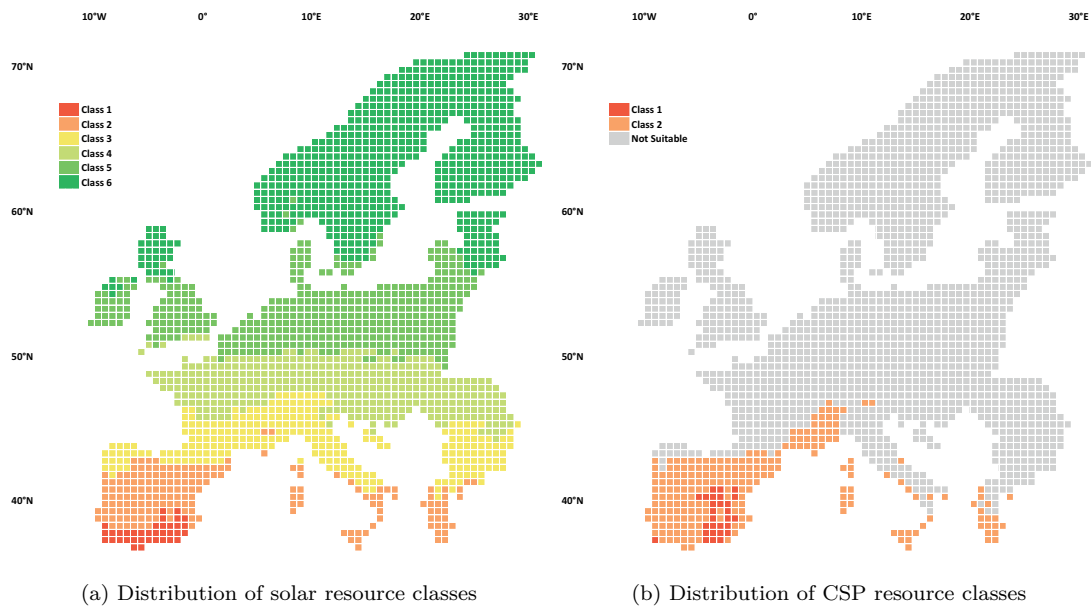 10°W 0° 10°E 20°E 30°E
70°N
Class 1
Class 2
Class 3
Class 4
Class 5
Class 6
60°N
50°N
40°N
(a) Distribution of solar resource classes
10°W 0° 10°E 20°E 30°E
70°N
Class 1
Class 2
Not Suitable
60°N
50°N
40°N
(b) Distribution of CSP resource classes